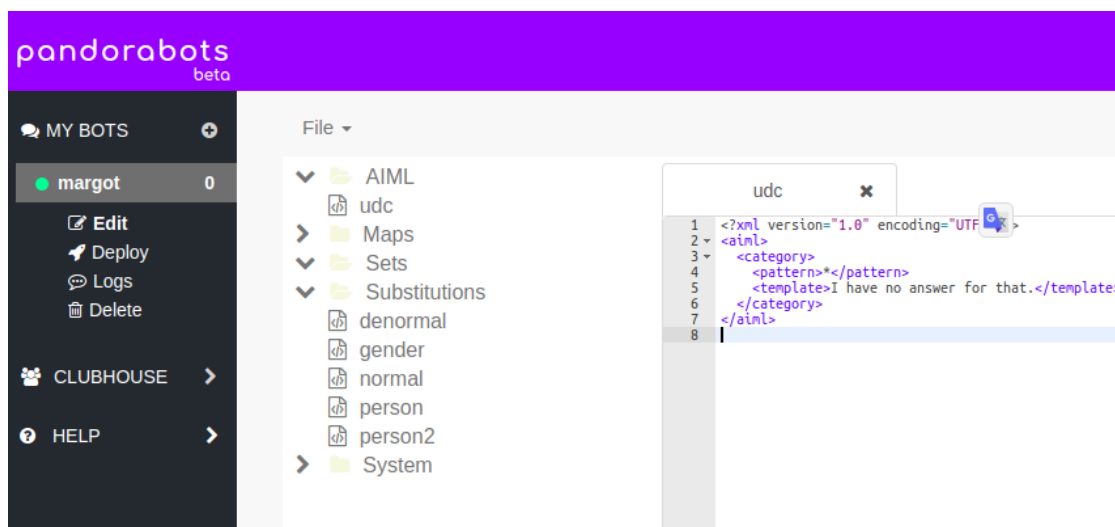 pandorabots
beta
MY BOTS
margot 0
Edit
Deploy
Logs
Delete
CLUBHOUSE
HELP
File
AIML
udc
Maps
Sets
Substitutions
denormal
gender
normal
person
person2
System
udc
1 <?xml version="1.0" encoding="UTF >
2 <aiml>
3 <category>
4 <pattern>*</pattern>
5 <template>I have no answer for that.</template>
6 </category>
7 </aiml>
8